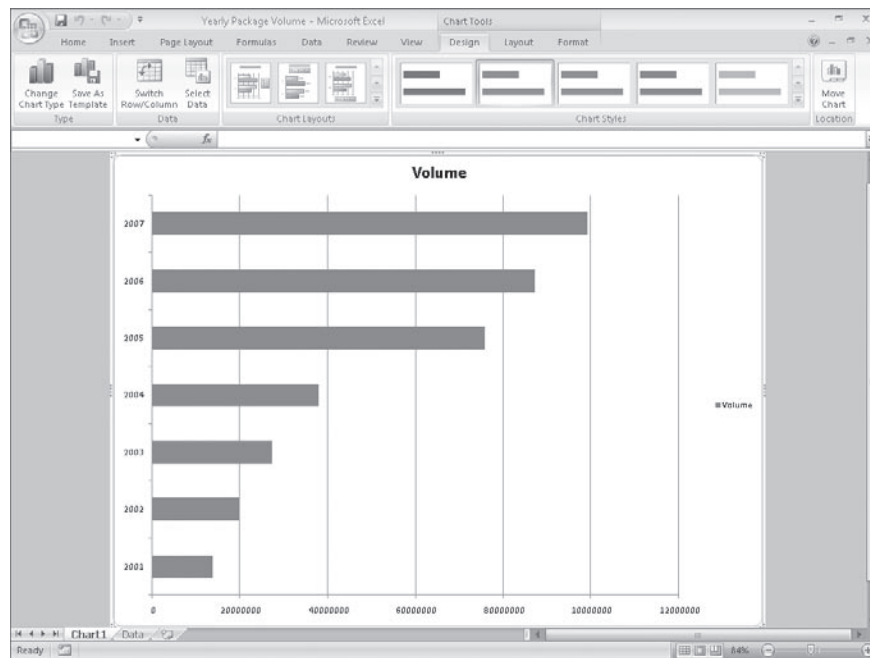 Yearly Package Volume - Microsoft Excel
Chart Tools
Home Insert Page Layout Formulas Data Review View Design Layout Format
Change Chart Type
Save As Template
Switch Row/Column
Select Data
Move Chart
Type Data Chart Layouts Chart Styles Location
fx
Volume
2007
2006
2005
2004
Volume
2003
2002
2001
0 20000000 40000000 60000000 80000000 10000000 12000000
Chart1 Data
Ready 84%